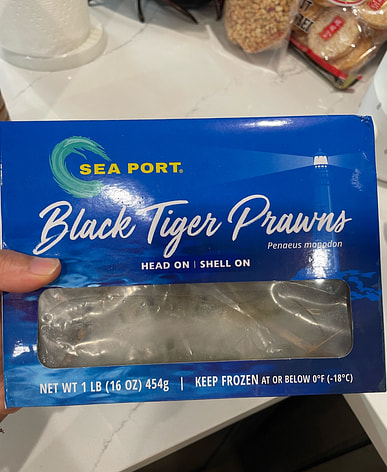 SEA PORT®
Black Tiger Prawns
Penaeus monodon
HEAD ON | SHELL ON
NET WT 1 LB (16 OZ) 454g | KEEP FROZEN AT OR BELOW 0°F (-18°C)